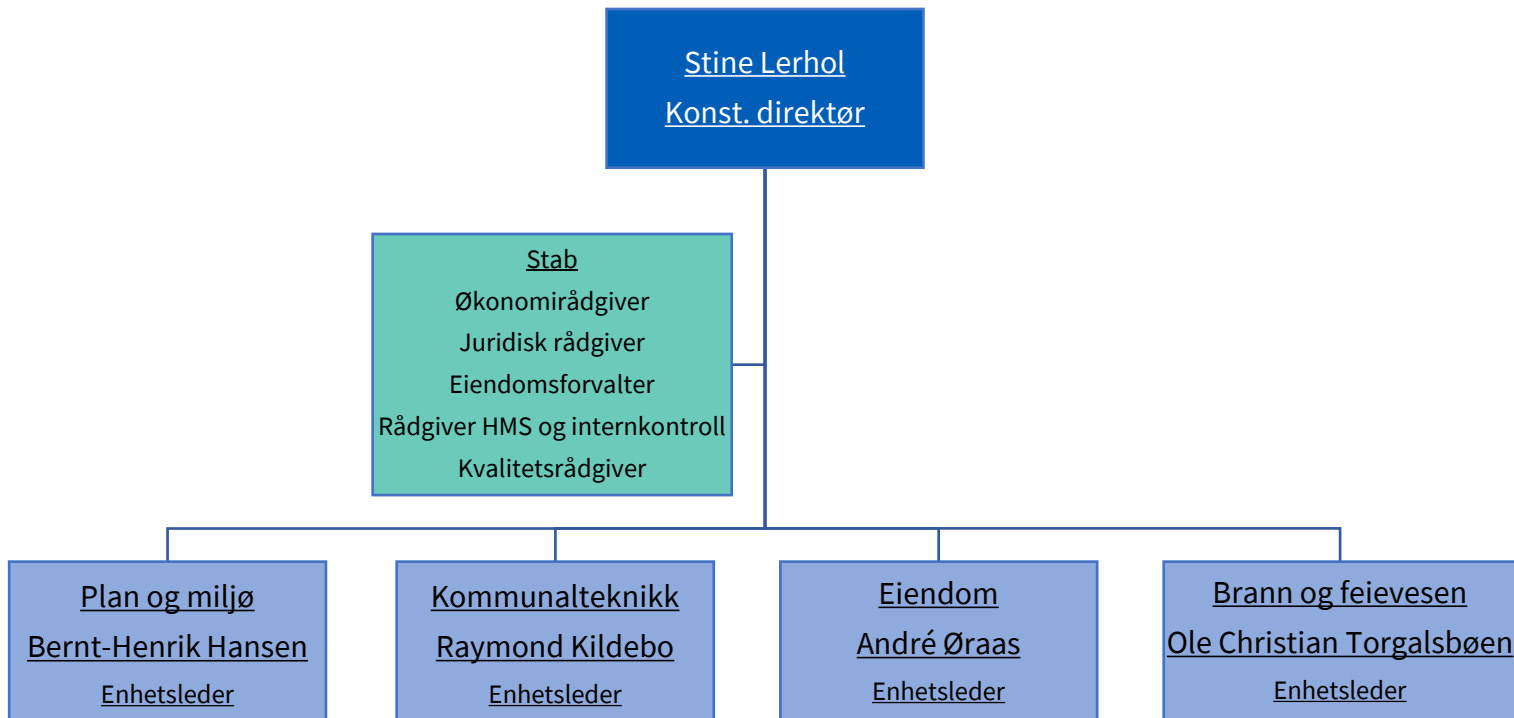 Stine Lerhol
Konst. direktør
Stab
Økonomirådgiver
Juridisk rådgiver
Eiendomsforvalter
Rådgiver HMS og internkontroll
Kvalitetsrådgiver
Plan og miljø
Bernt-Henrik Hansen
Enhetsleder
Kommunalteknikk
Raymond Kildebo
Enhetsleder
Eiendom
André Øraas
Enhetsleder
Brann og feievesen
Ole Christian Torgalsbøen
Enhetsleder